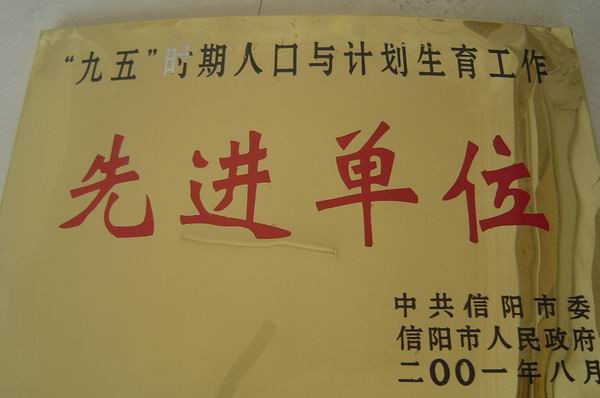 “九五”时期人口与计划生育工作
先进单位
中共信阳市委
信阳市人民政府
二00一年八月